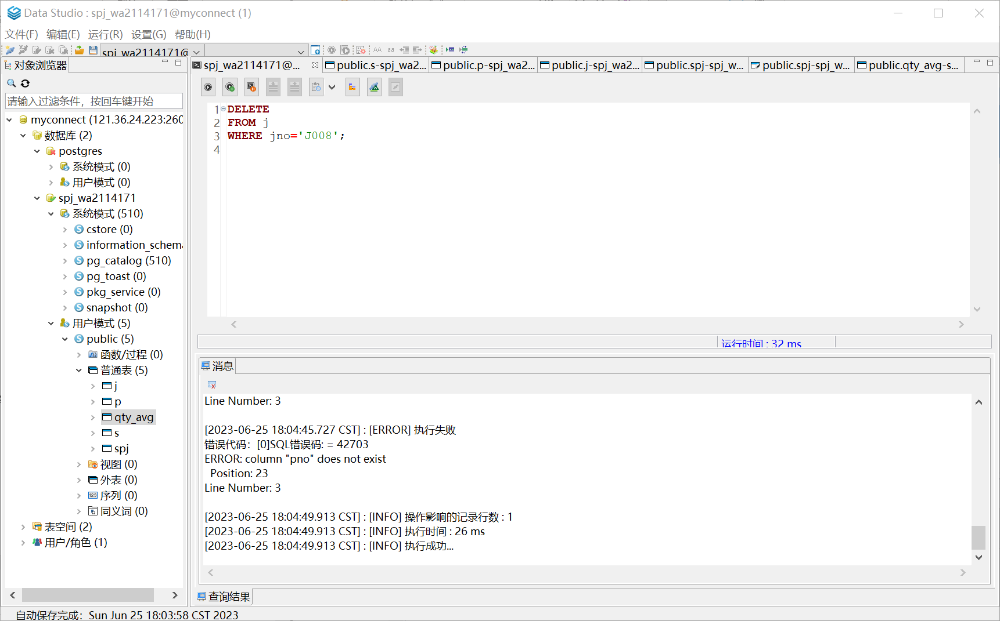 Data Studio : spj_wa2114171@myconnect (1)
文件(F) 编辑(E) 运行(R) 设置(G) 帮助(H)
spj_wa2114171@
对象浏览器
spj_wa2114171@... public.s-spj_wa2... public.p-spj_wa2... public.j-spj_wa2... public.spj-spj_w... public.spj-spj_w... public.qty_avg-s...
请输入过滤条件，按回车键开始
myconnect (121.36.24.223:260
数据库 (2)
postgres
系统模式 (0)
用户模式 (0)
spj_wa2114171
系统模式 (510)
cstore (0)
information_schema
pg_catalog (510)
pg_toast (0)
pkg_service (0)
snapshot (0)
用户模式 (5)
public (5)
函数/过程 (0)
普通表 (5)
j
p
qty_avg
s
spj
视图 (0)
外表 (0)
序列 (0)
同义词 (0)
表空间 (2)
用户/角色 (1)
1 DELETE
2 FROM j
3 WHERE jno='J008';
4
运行时间 : 32 ms
消息
Line Number: 3
[2023-06-25 18:04:45.727 CST] : [ERROR] 执行失败
错误代码：[0]SQL错误码: = 42703
ERROR: column "pno" does not exist
Position: 23
Line Number: 3
[2023-06-25 18:04:49.913 CST] : [INFO] 操作影响的记录行数 : 1
[2023-06-25 18:04:49.913 CST] : [INFO] 执行时间 : 26 ms
[2023-06-25 18:04:49.913 CST] : [INFO] 执行成功...
查询结果
自动保存完成：Sun Jun 25 18:03:58 CST 2023